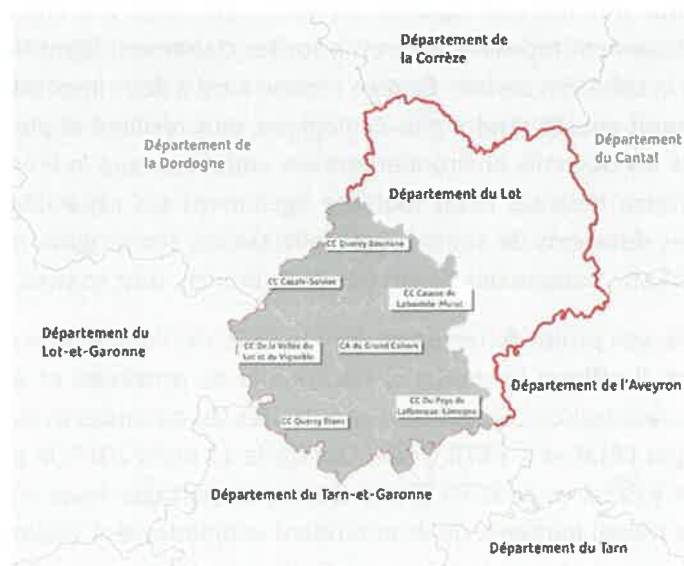 Département de
la Corrèze
Département de
la Dordogne
Département
du Cantal
Département du Lot
CC Quercy Bouriane
CC Cazals-Salviac
CC Causse de
Labastide-Murat
Département du
Lot-et-Garonne
CC De la Vallée du
Lot et du Vignoble
CA du Grand Cahors
Département de l'Aveyron
CC Du Pays de
Lalbenque-Limogne
CC Quercy Blanc
Département du Tarn-et-Garonne
Département du Tarn